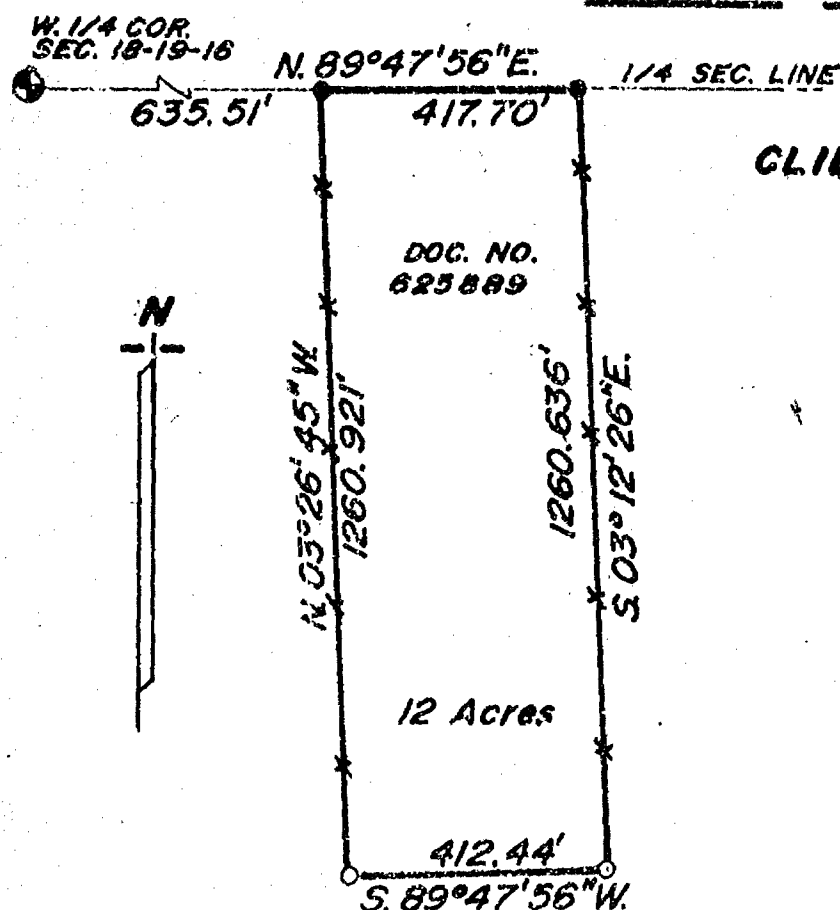 W. 1/4 COR.
SEC. 18-19-16
N. 89°47'56"E.
1/4 SEC. LINE
635.51'
417.70'
DOC. NO.
625889
N
N. 03°26'45"W.
1260.921'
1260.636'
S. 03°12'26"E.
12 Acres
412.44'
S. 89°47'56"W.